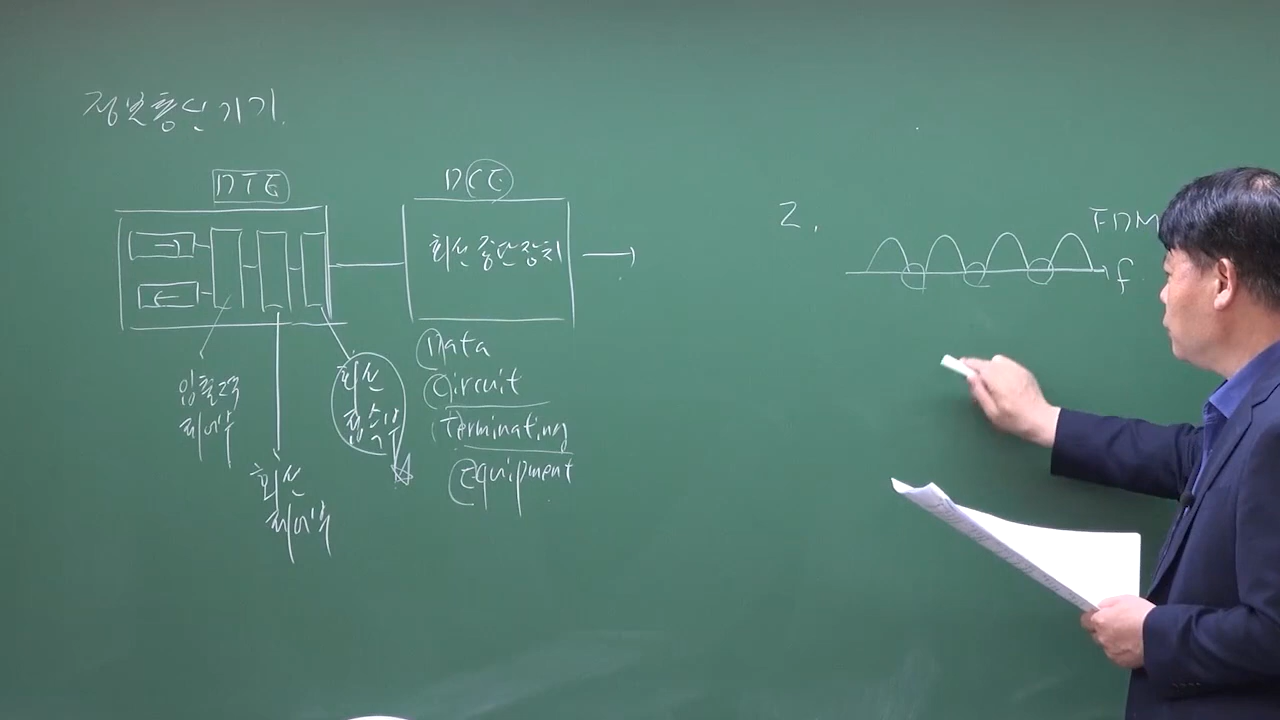 정보통신기기.
DTE
DCE
회선종단장치
입출력
제어부
회선
제어부
회선
접속부
Data
Circuit
Terminating
Equipment
2.
FDM
f